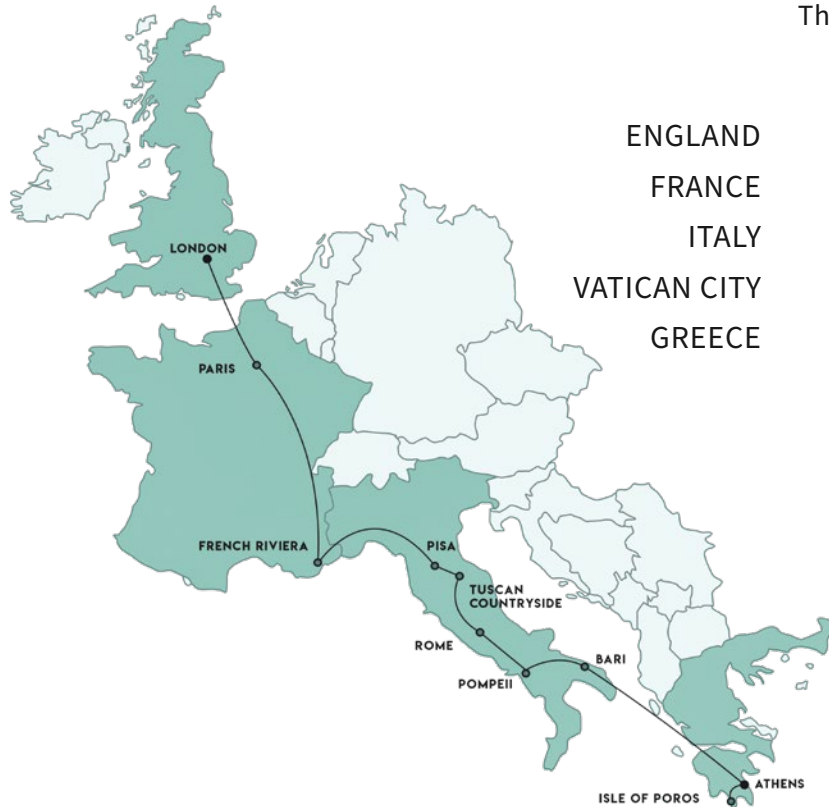 Th
ENGLAND
FRANCE
ITALY
VATICAN CITY
GREECE
LONDON
PARIS
FRENCH RIVIERA
PISA
TUSCAN
COUNTRYSIDE
ROME
BARI
POMPEII
ATHENS
ISLE OF POROS